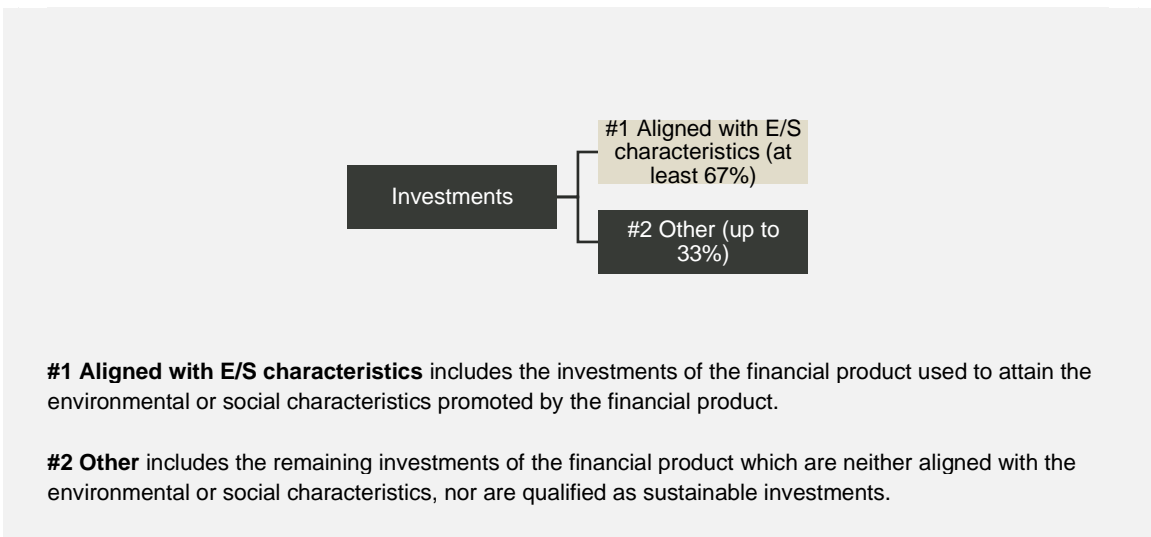 #1 Aligned with E/S
characteristics (at
least 67%)
Investments
#2 Other (up to
33%)
#1 Aligned with E/S characteristics includes the investments of the financial product used to attain the
environmental or social characteristics promoted by the financial product.
#2 Other includes the remaining investments of the financial product which are neither aligned with the
environmental or social characteristics, nor are qualified as sustainable investments.